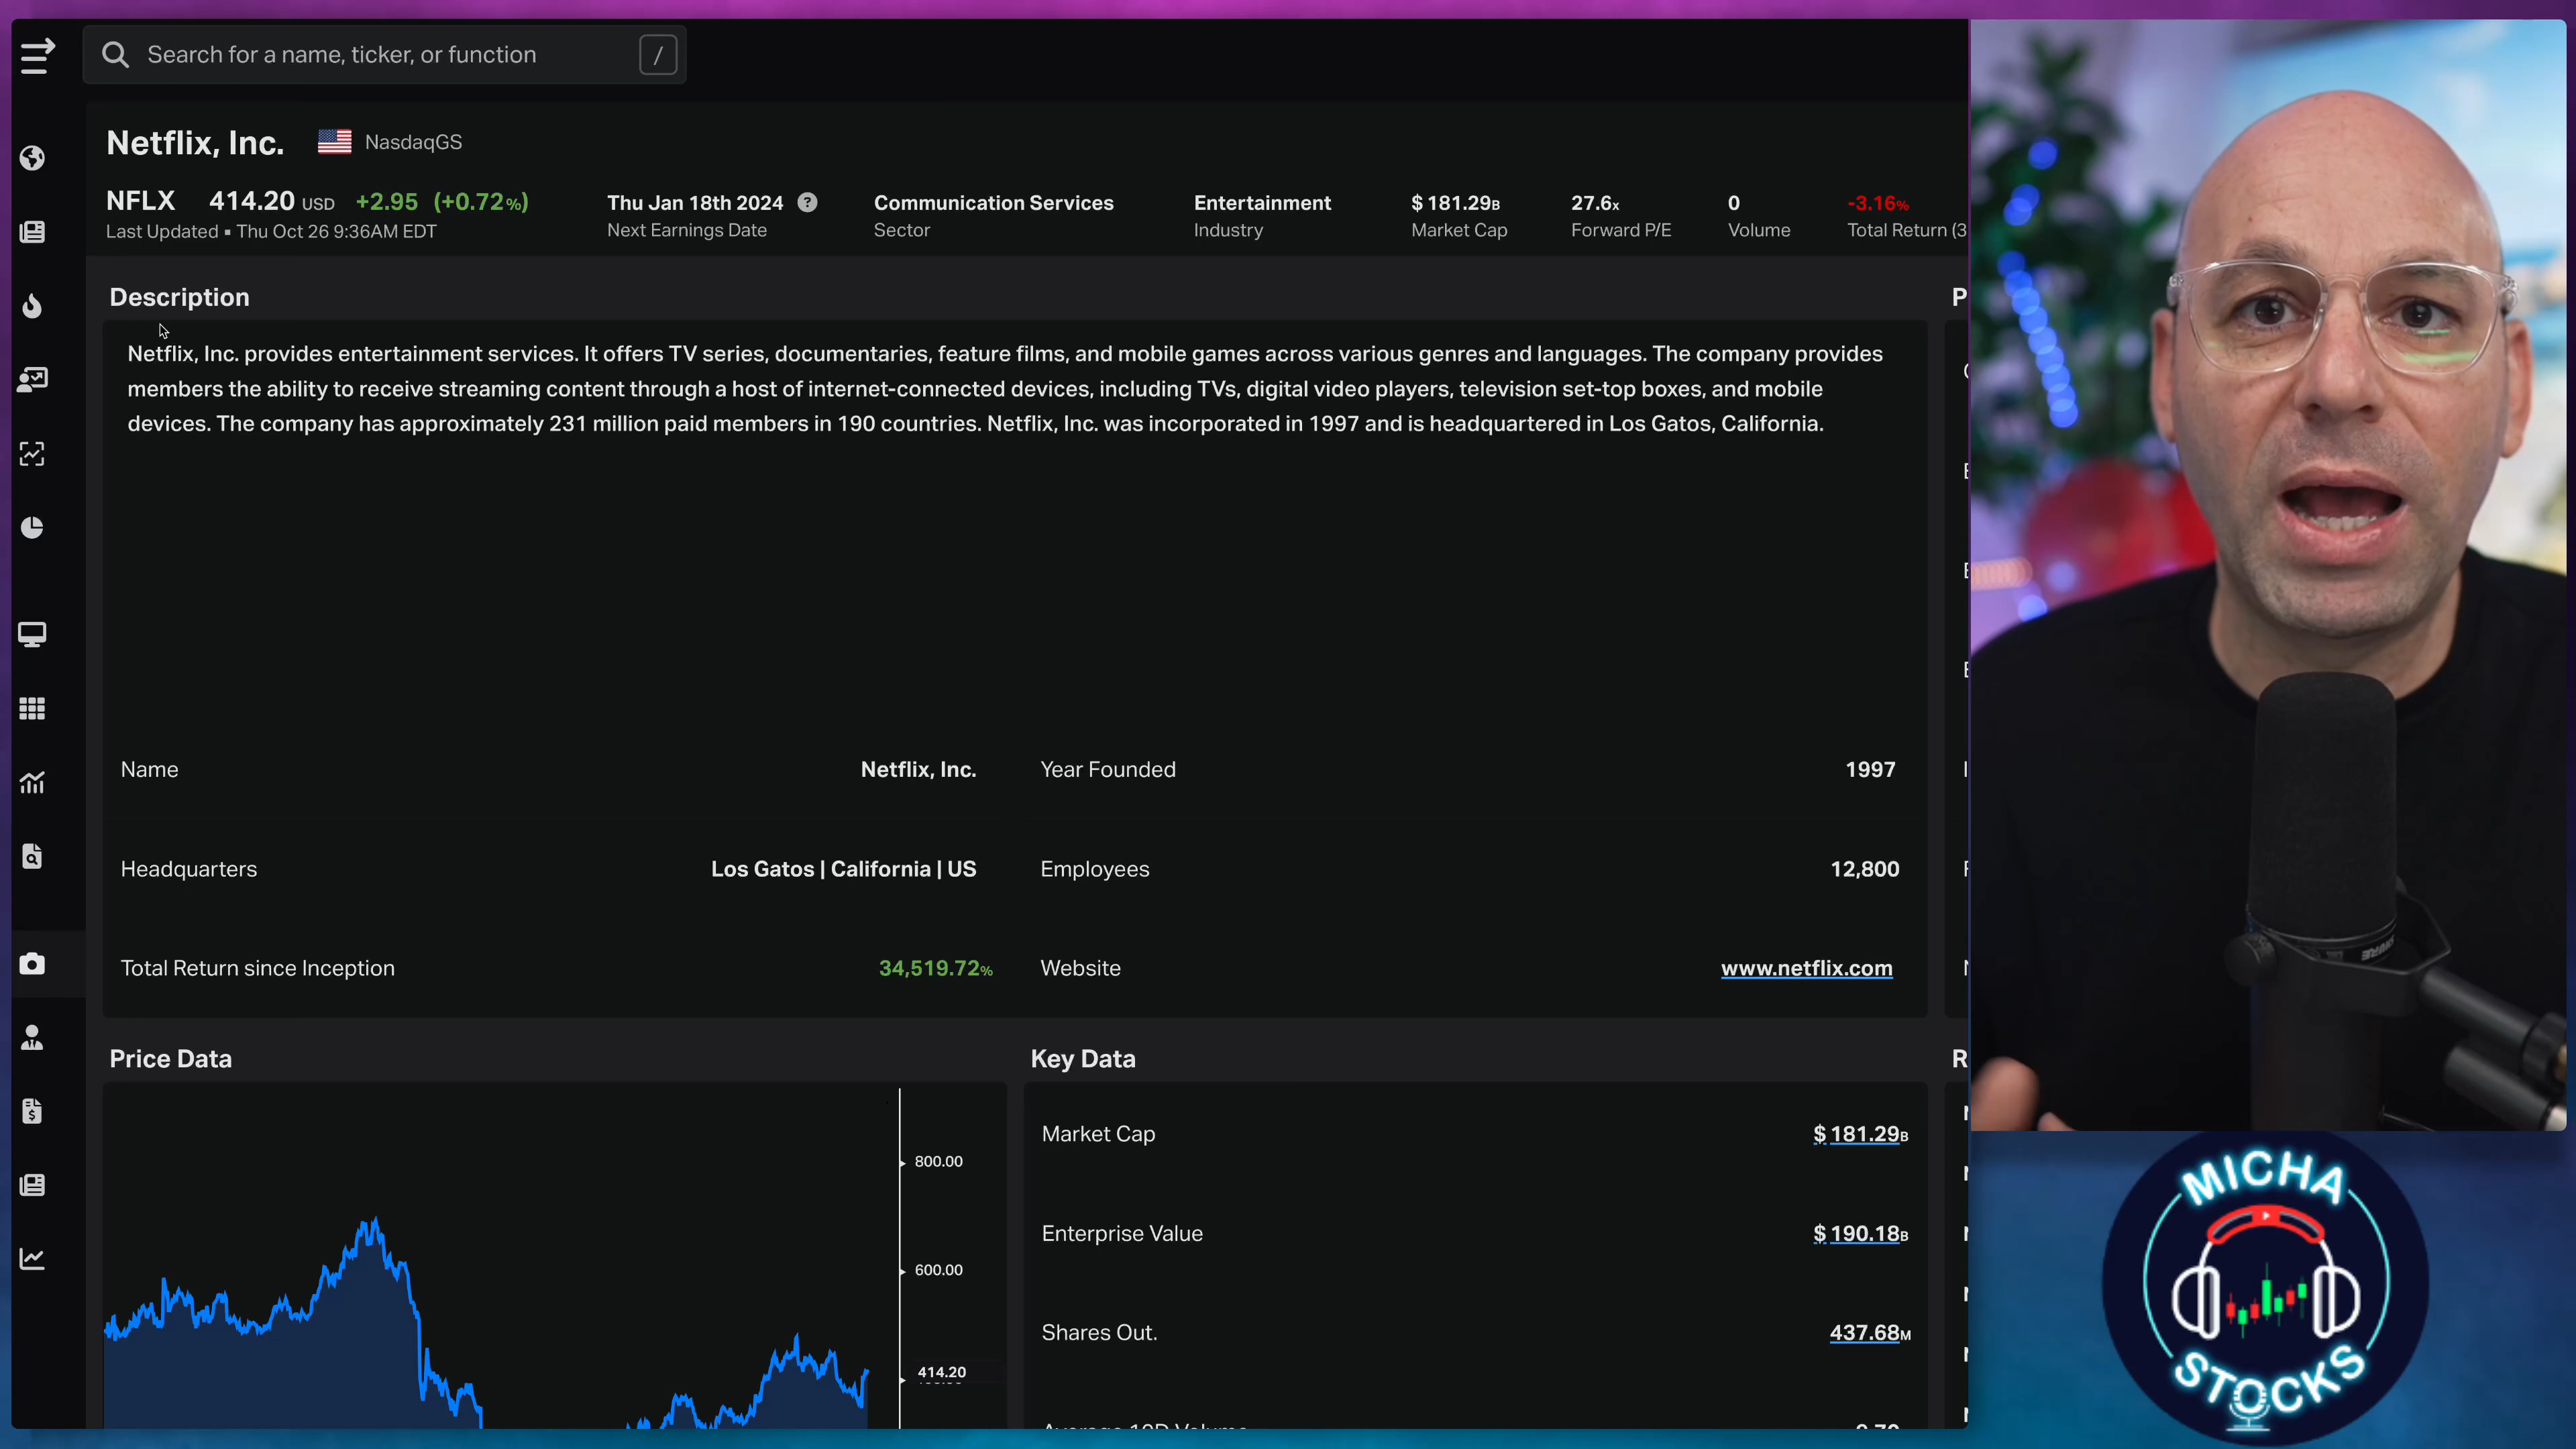 Search for a name, ticker, or function /
Netflix, Inc. NasdaqGS
NFLX 414.20 USD +2.95 (+0.72%)
Last Updated ▪ Thu Oct 26 9:36AM EDT
Thu Jan 18th 2024 ?
Next Earnings Date
Communication Services
Sector
Entertainment
Industry
$ 181.29B
Market Cap
27.6x
Forward P/E
0
Volume
-3.16%
Total Return (3
Description
Netflix, Inc. provides entertainment services. It offers TV series, documentaries, feature films, and mobile games across various genres and languages. The company provides
members the ability to receive streaming content through a host of internet-connected devices, including TVs, digital video players, television set-top boxes, and mobile
devices. The company has approximately 231 million paid members in 190 countries. Netflix, Inc. was incorporated in 1997 and is headquartered in Los Gatos, California.
Name Netflix, Inc. Year Founded 1997
Headquarters Los Gatos | California | US Employees 12,800
Total Return since Inception 34,519.72% Website www.netflix.com
Price Data
800.00
600.00
414.20
Key Data
Market Cap $ 181.29B
Enterprise Value $ 190.18B
Shares Out. 437.68M
MICHA
STOCKS